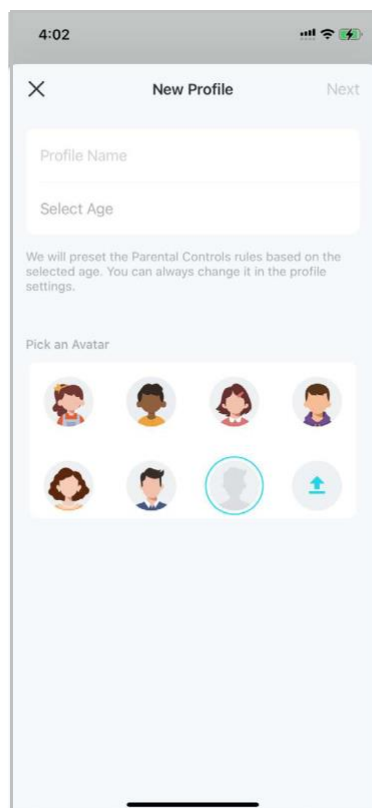 4:02
New Profile
Next
Profile Name
Select Age
We will preset the Parental Controls rules based on the
selected age. You can always change it in the profile
settings.
Pick an Avatar